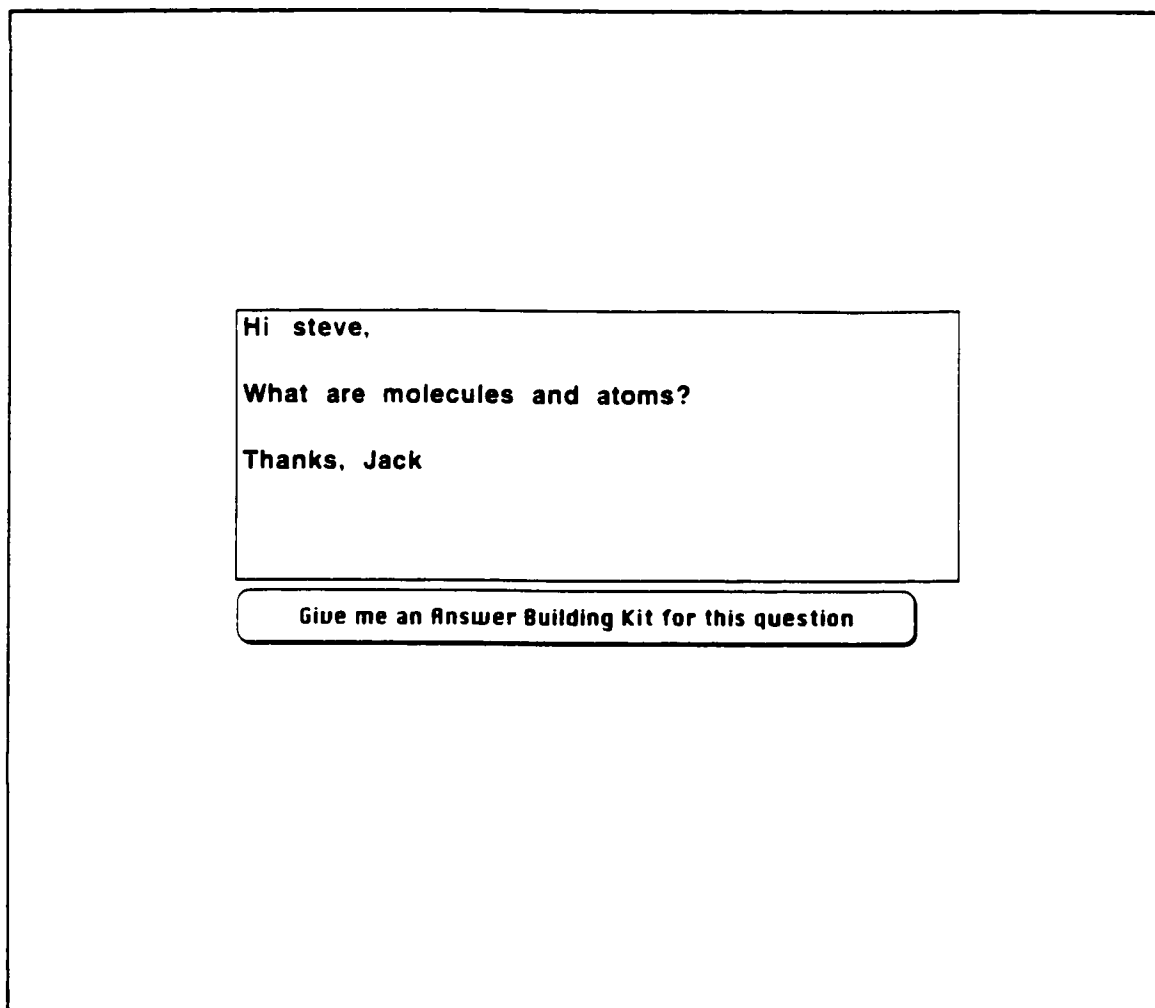 Hi steve,
What are molecules and atoms?
Thanks, Jack
Give me an Answer Building Kit for this question